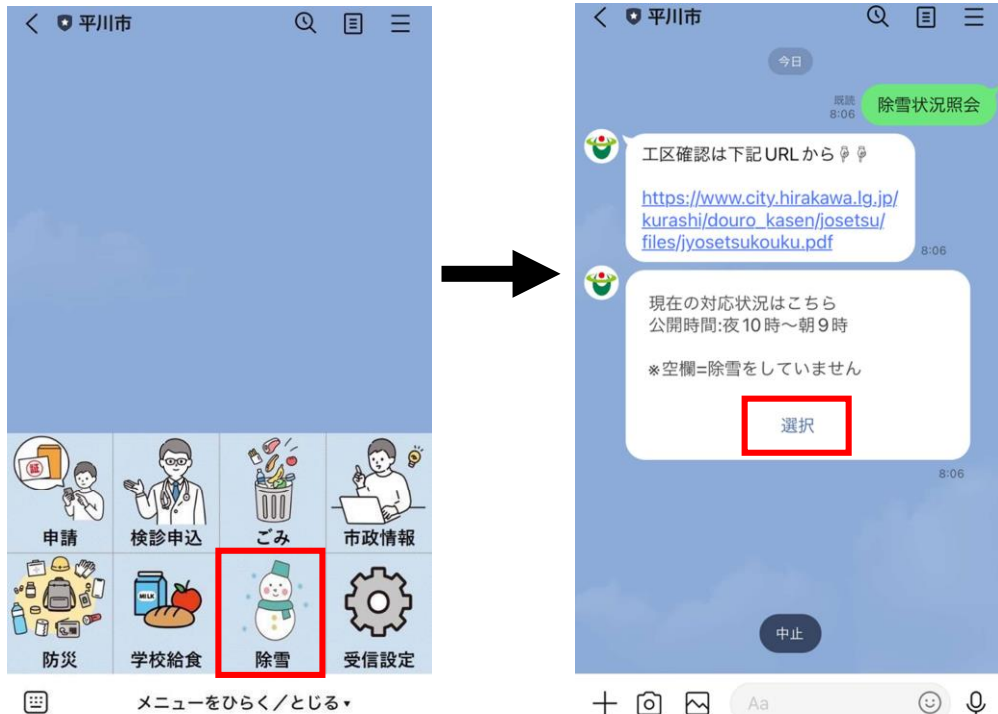 平川市
申請
検診申込
ごみ
市政情報
防災
学校給食
除雪
受信設定
メニューをひらく/とじる▾
平川市
今日
既読
8:06
除雪状況照会
工区確認は下記URLから☟☟
https://www.city.hirakawa.lg.jp/
kurashi/douro_kasen/josetsu/
files/jyosetsukouku.pdf
8:06
現在の対応状況はこちら
公開時間:夜10時～朝9時
※空欄=除雪をしていません
選択
8:06
中止
Aa
証
MILK